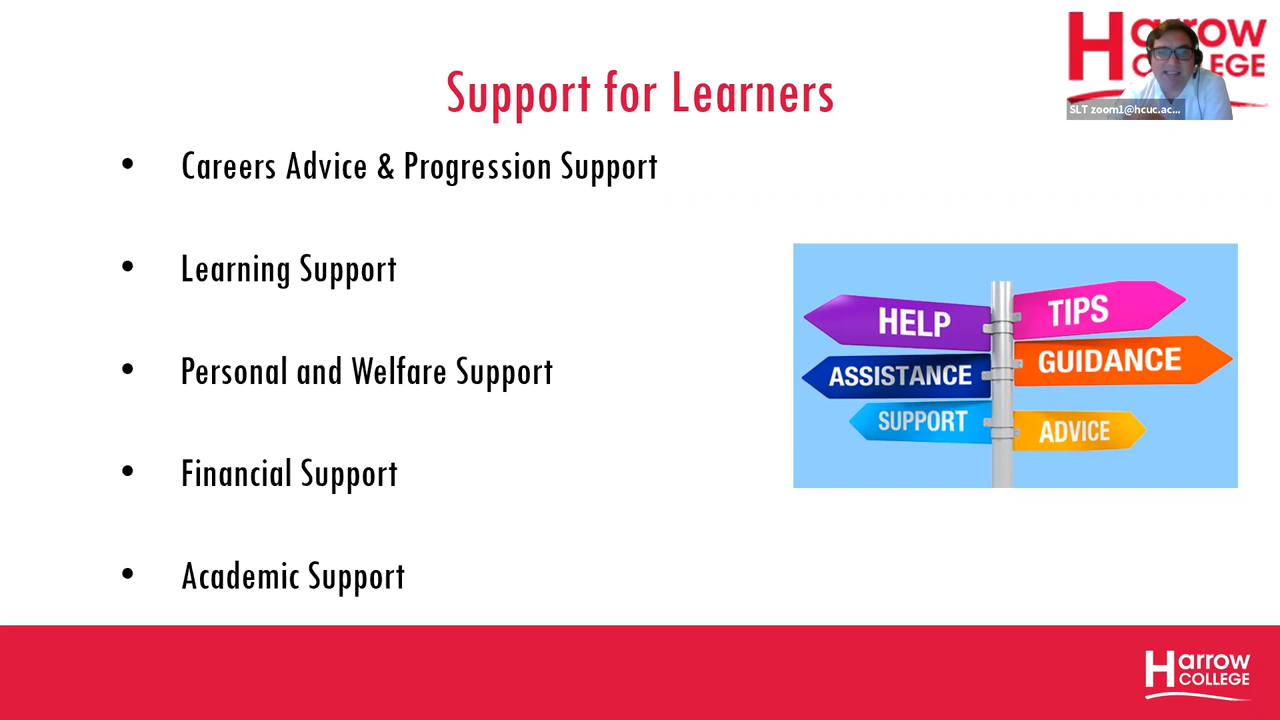 Harrow
COLLEGE
SLT zoom1@hcuc.ac...
Support for Learners
• Careers Advice & Progression Support
• Learning Support
• Personal and Welfare Support
• Financial Support
• Academic Support
HELP
TIPS
ASSISTANCE
GUIDANCE
SUPPORT
ADVICE
Harrow
COLLEGE